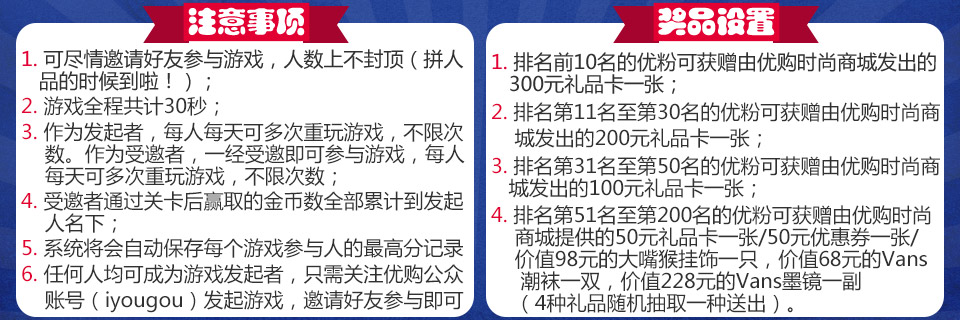 注意事项
1. 可尽情邀请好友参与游戏，人数上不封顶（拼人
品的时候到啦！）；
2. 游戏全程共计30秒；
3. 作为发起者，每人每天可多次重玩游戏，不限次
数。作为受邀者，一经受邀即可参与游戏，每人
每天可多次重玩游戏，不限次数；
4. 受邀者通过关卡后赢取的金币数全部累计到发起
人名下；
5. 系统将会自动保存每个游戏参与人的最高分记录
6. 任何人均可成为游戏发起者，只需关注优购公众
账号（iyougou）发起游戏，邀请好友参与即可
奖品设置
1. 排名前10名的优粉可获赠由优购时尚商城发出的
300元礼品卡一张；
2. 排名第11名至第30名的优粉可获赠由优购时尚商
城发出的200元礼品卡一张；
3. 排名第31名至第50名的优粉可获赠由优购时尚商
城发出的100元礼品卡一张；
4. 排名第51名至第200名的优粉可获赠由优购时尚
商城提供的50元礼品卡一张/50元优惠券一张/
价值98元的大嘴猴挂饰一只，价值68元的Vans
潮袜一双，价值228元的Vans墨镜一副
（4种礼品随机抽取一种送出）。